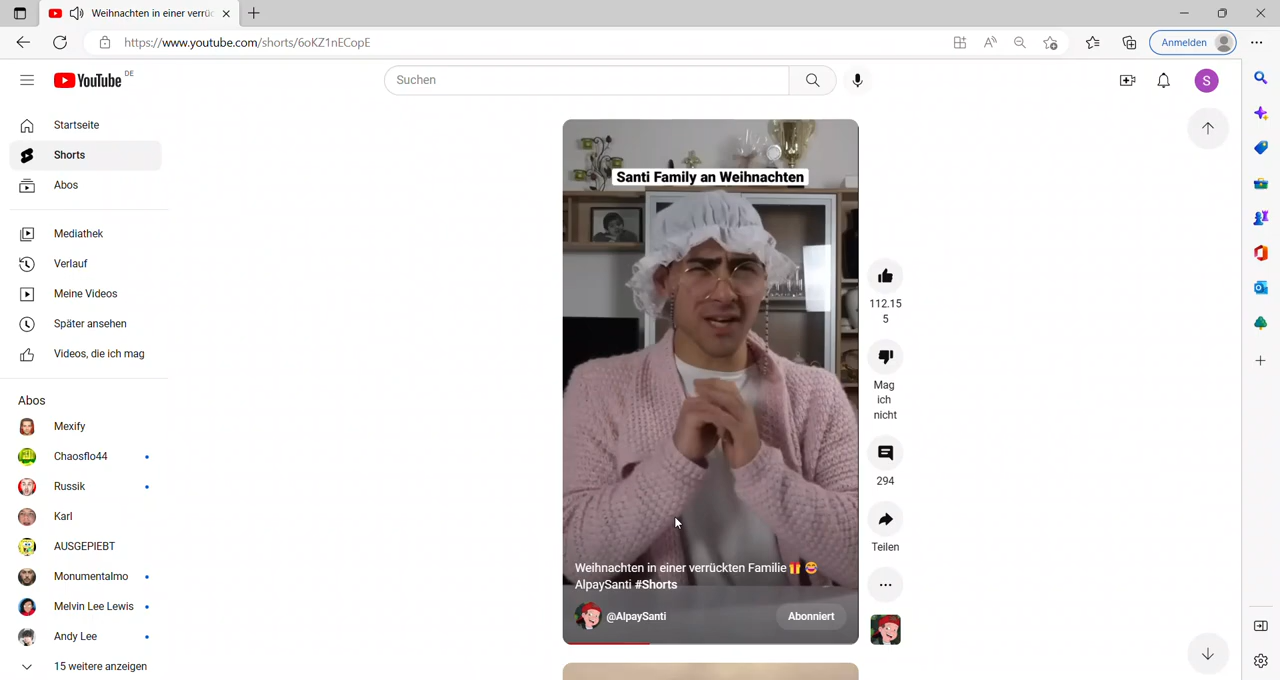 Weihnachten in einer verrüc
https://www.youtube.com/shorts/6oKZ1nECopE
Anmelden
YouTube DE
Suchen
S
Startseite
Shorts
Abos
Mediathek
Verlauf
Meine Videos
Später ansehen
Videos, die ich mag
Abos
Mexify
Chaosflo44
Russik
Karl
AUSGEPIEBT
Monumentalmo
Melvin Lee Lewis
Andy Lee
15 weitere anzeigen
Santi Family an Weihnachten
Weihnachten in einer verrückten Familie
AlpaySanti #Shorts
@AlpaySanti
Abonniert
112.15
5
Mag
ich
nicht
294
Teilen